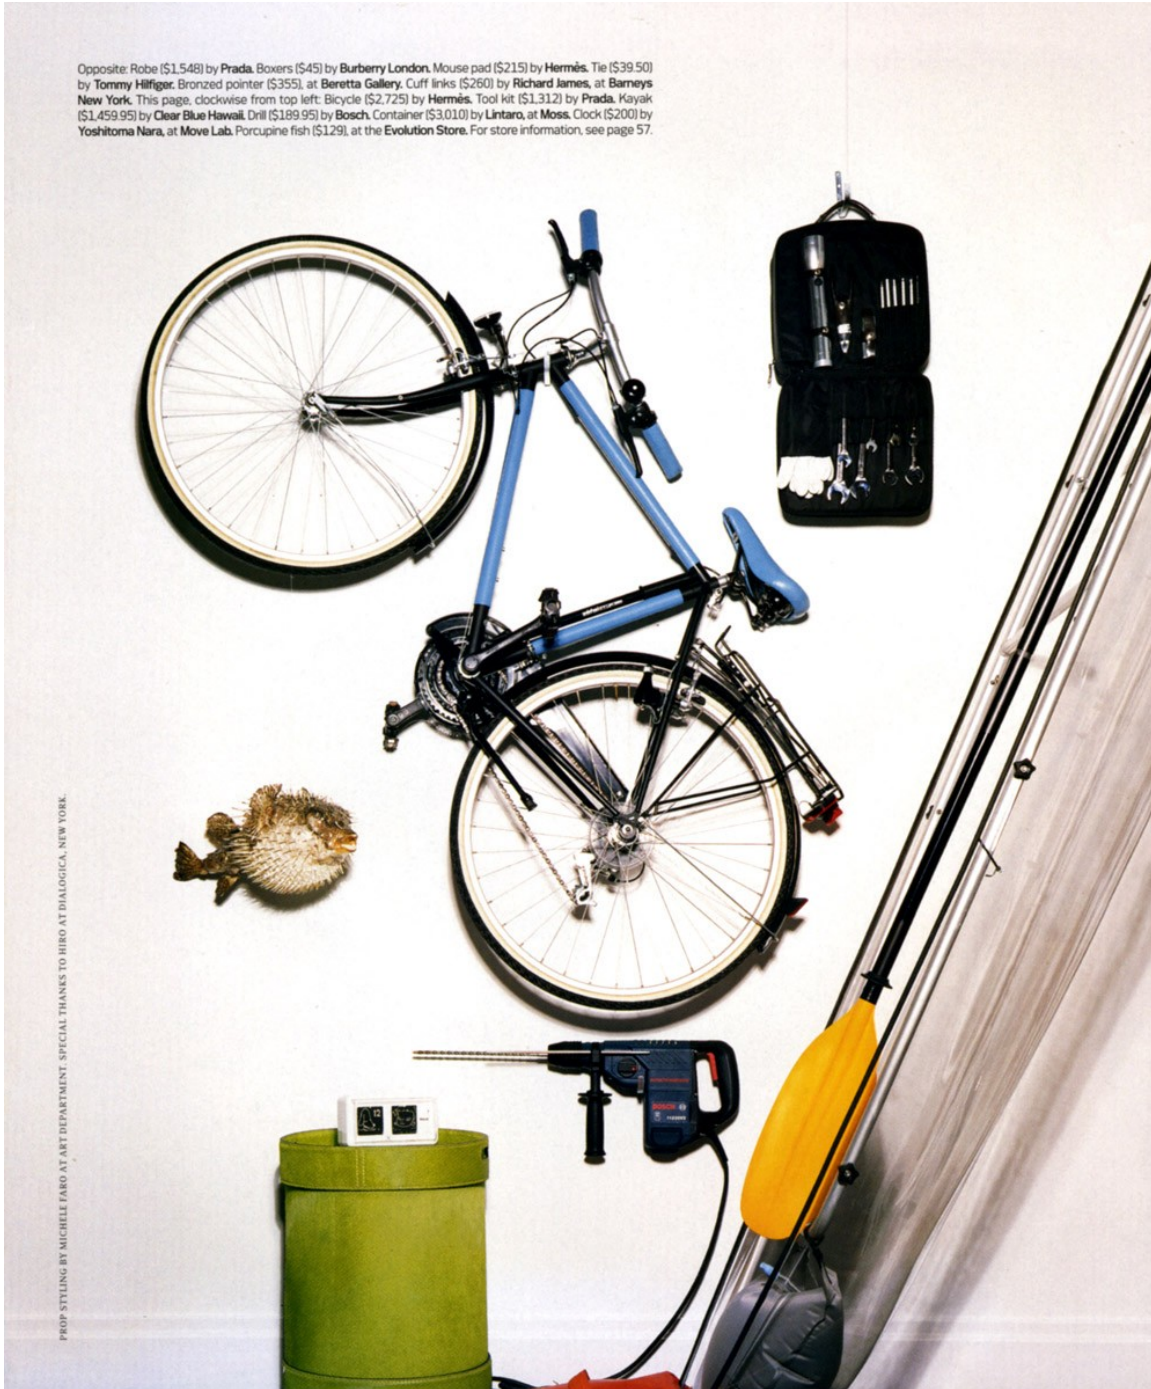 Opposite: Robe ($1,548) by Prada. Boxers ($45) by Burberry London. Mouse pad ($215) by Hermès. Tie ($39.50)
by Tommy Hilfiger. Bronzed pointer ($355), at Beretta Gallery. Cuff links ($260) by Richard James, at Barneys
New York. This page, clockwise from top left: Bicycle ($2,725) by Hermès. Tool kit ($1,312) by Prada. Kayak
($1,459.95) by Clear Blue Hawaii. Drill ($189.95) by Bosch. Container ($3,010) by Lintaro, at Moss. Clock ($200) by
Yoshitoma Nara, at Move Lab. Porcupine fish ($129), at the Evolution Store. For store information, see page 57.
PROP STYLING BY MICHELE FARO AT ART DEPARTMENT. SPECIAL THANKS TO HIRO AT DIALOGICA, NEW YORK.
12
BOSCH